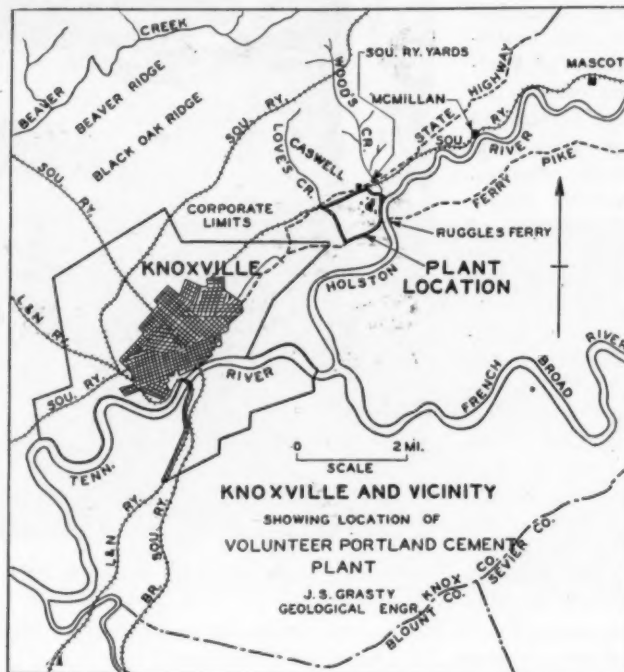 BEAVER CREEK
BEAVER RIDGE
BLACK OAK RIDGE
SOU. RY.
SOU. RY.
WOOD'S CR.
LOVE'S CR.
CASWELL
SOU. RY. YARDS
STATE HIGHWAY
MASCOT
MCMILLAN
SOU. RY.
RIVER
FERRY PIKE
RUGGLES FERRY
PLANT
LOCATION
HOLSTON
CORPORATE
LIMITS
KNOXVILLE
L&N RY.
SOU. RY.
RIVER
TENN.
FRENCH BROAD RIVER
0 2 MI.
SCALE
L&N RY.
SOU. RY.
BR.
KNOXVILLE AND VICINITY
SHOWING LOCATION OF
VOLUNTEER PORTLAND CEMENT
PLANT
J. S. GRASTY
GEOLOGICAL ENGR.
KNOX CO.
BLOUNT CO.
SEVIER CO.